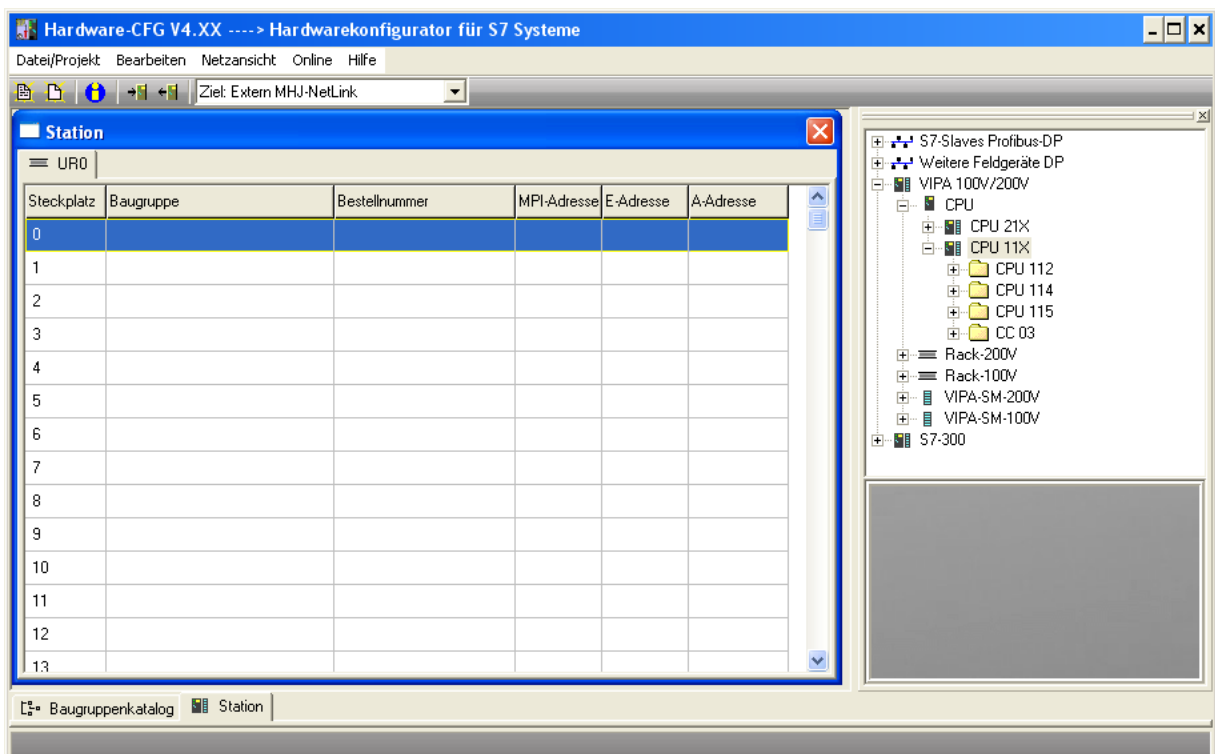 Hardware-CFG V4.XX ----> Hardwarekonfigurator für S7 Systeme
Datei/Projekt Bearbeiten Netzansicht Online Hilfe
Ziel: Extern MHJ-NetLink
Station
UR0
Steckplatz Baugruppe Bestellnummer MPI-Adresse E-Adresse A-Adresse
0
1
2
3
4
5
6
7
8
9
10
11
12
13
S7-Slaves Profibus-DP
Weitere Feldgeräte DP
VIPA 100V/200V
CPU
CPU 21X
CPU 11X
CPU 112
CPU 114
CPU 115
CC 03
Rack-200V
Rack-100V
VIPA-SM-200V
VIPA-SM-100V
S7-300
Baugruppenkatalog Station